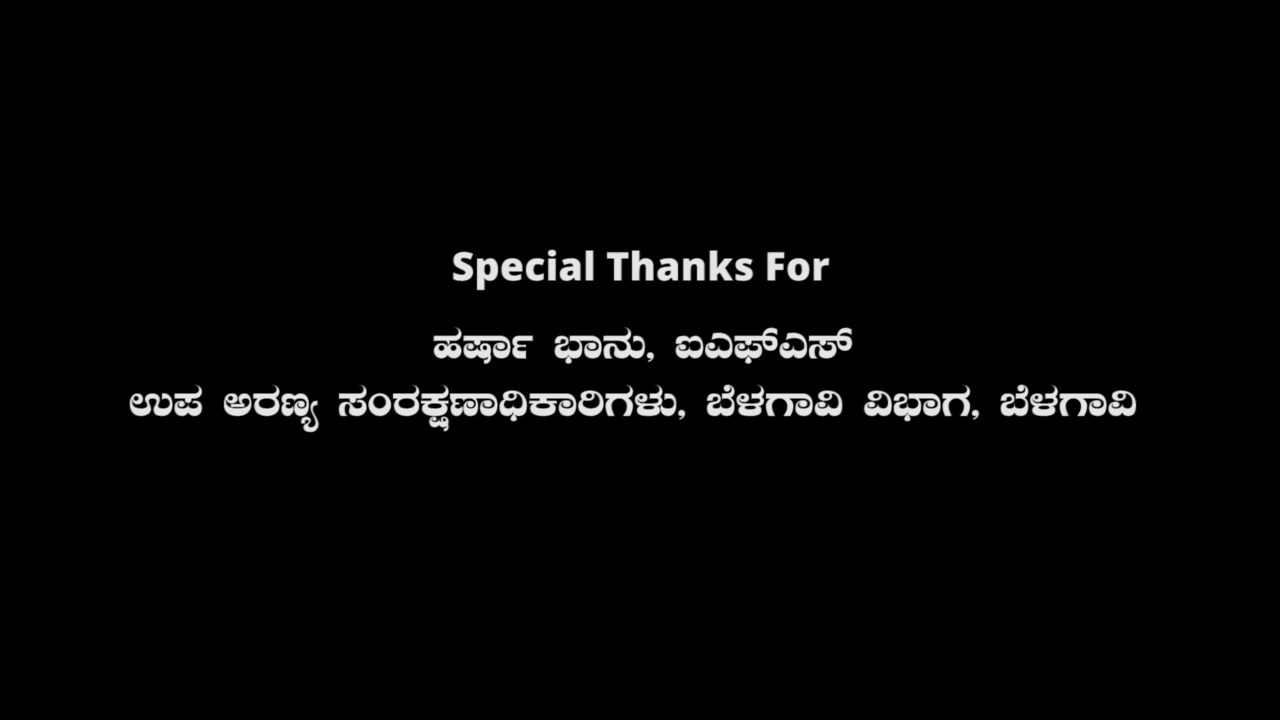 Special Thanks For
ಹರ್ಷಾ ಭಾನು, ಐಎಫ್ಎಸ್
ಉಪ ಅರಣ್ಯ ಸಂರಕ್ಷಣಾಧಿಕಾರಿಗಳು, ಬೆಳಗಾವಿ ವಿಭಾಗ, ಬೆಳಗಾವಿ